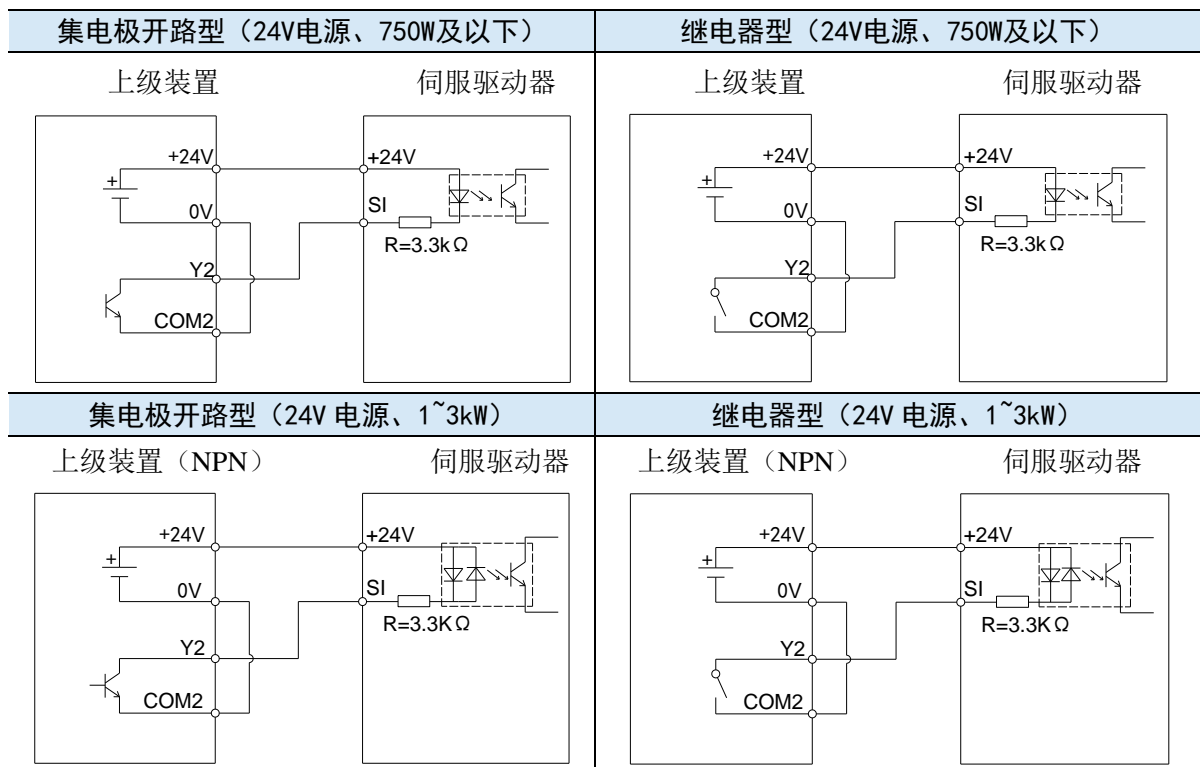 集电极开路型（24V电源、750W及以下）
继电器型（24V电源、750W及以下）
上级装置
伺服驱动器
+24V
+24V
+
0V
SI
R=3.3kΩ
Y2
COM2
上级装置
伺服驱动器
+24V
+24V
+
0V
SI
R=3.3kΩ
Y2
COM2
集电极开路型（24V 电源、1~3kW）
继电器型（24V 电源、1~3kW）
上级装置（NPN）
伺服驱动器
+24V
+24V
+
0V
SI
R=3.3KΩ
Y2
COM2
上级装置（NPN）
伺服驱动器
+24V
+24V
+
0V
SI
R=3.3KΩ
Y2
COM2